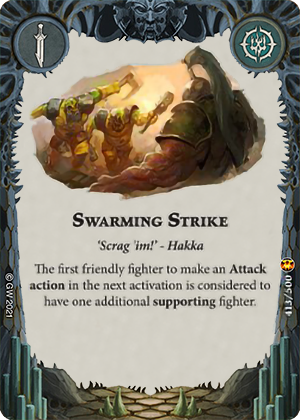 SWARMING STRIKE
'Scrag 'im!' - Hakka
The first friendly fighter to make an Attack
action in the next activation is considered to
have one additional supporting fighter.
© GW 2021
413/500